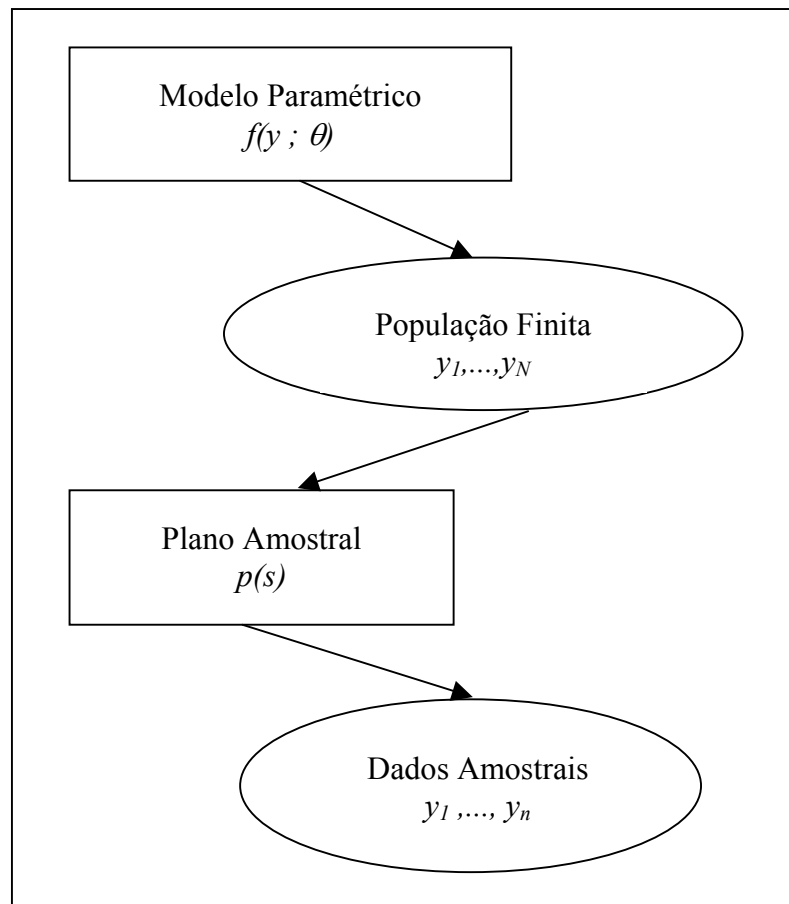 Modelo Paramétrico
f(y ; θ)
População Finita
y1,...,yN
Plano Amostral
p(s)
Dados Amostrais
y1 ,..., yn